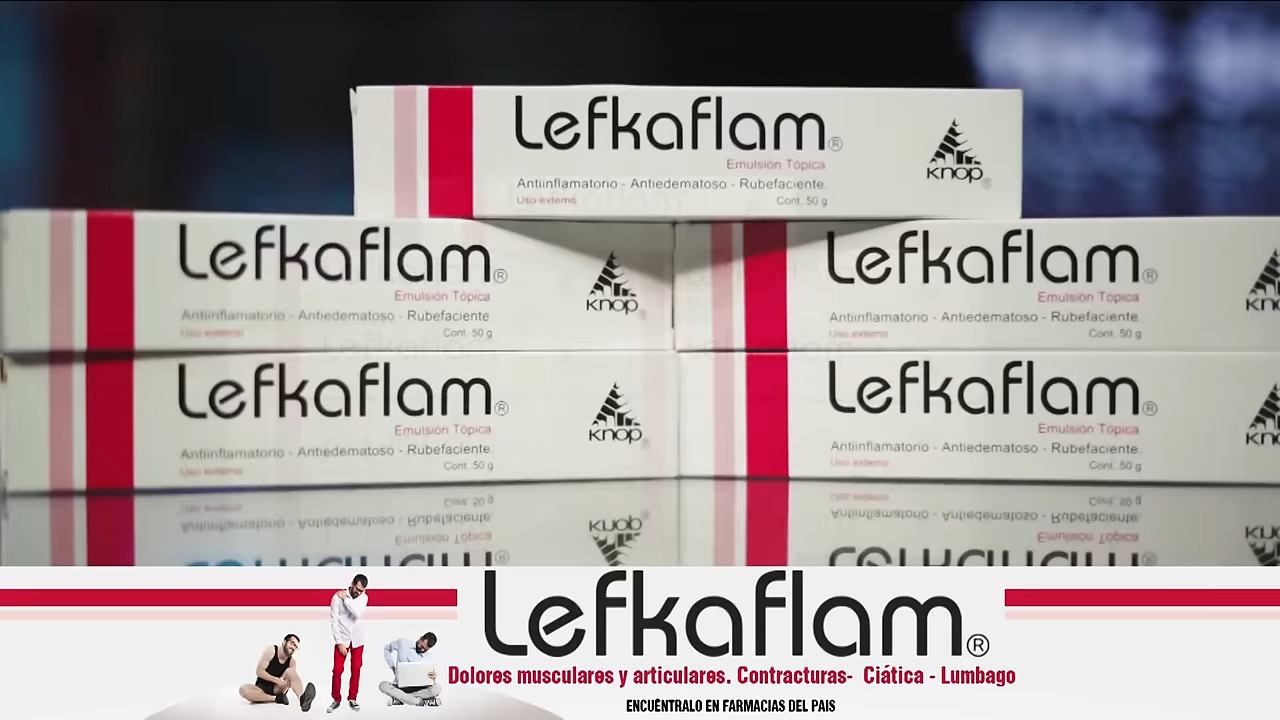 Lefkaflam®
Emulsión Tópica
Antiinflamatorio - Antiedematoso - Rubefaciente
Uso externo
Cont. 50 g
knop®
Lefkaflam®
Emulsión Tópica
Antiinflamatorio - Antiedematoso - Rubefaciente
Uso externo
Cont. 50 g
knop®
Lefkaflam®
Emulsión Tópica
Antiinflamatorio - Antiedematoso - Rubefaciente
Uso externo
Cont. 50 g
Lefkaflam®
Emulsión Tópica
Antiinflamatorio - Antiedematoso - Rubefaciente
Uso externo
Cont. 50 g
knop®
Lefkaflam®
Emulsión Tópica
Antiinflamatorio - Antiedematoso - Rubefaciente
Uso externo
Cont. 50 g
Lefkaflam®
Dolores musculares y articulares. Contracturas- Ciática - Lumbago
ENCUÉNTRALO EN FARMACIAS DEL PAIS